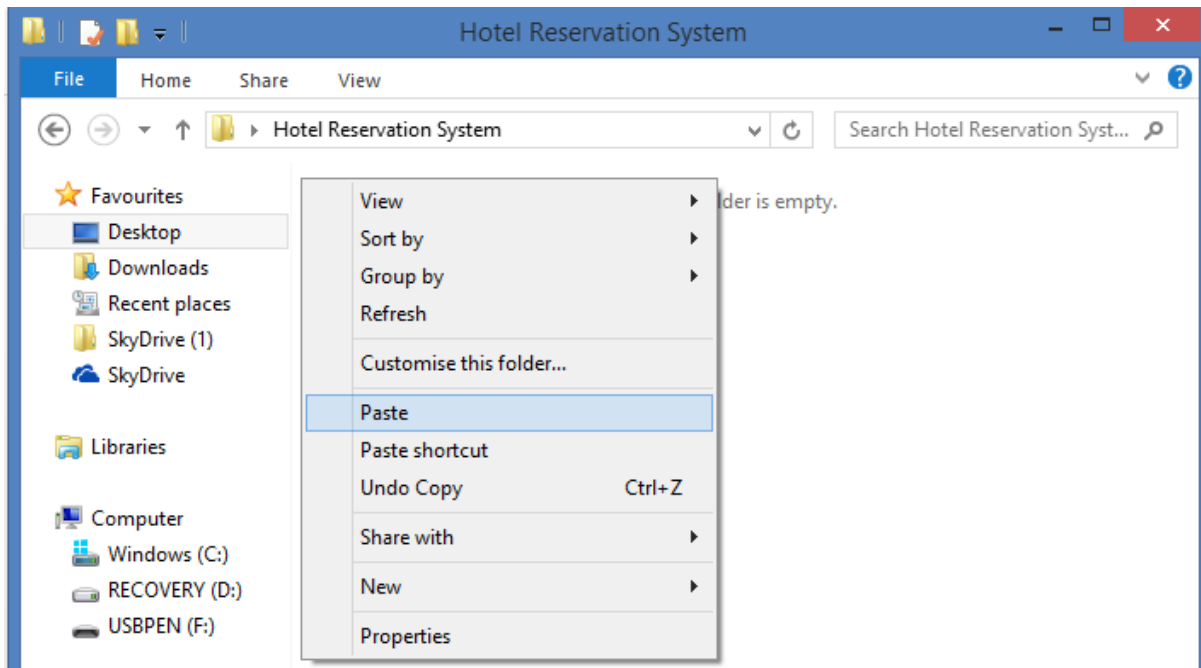 Hotel Reservation System
File Home Share View
Hotel Reservation System
Search Hotel Reservation Syst...
Favourites
Desktop
Downloads
Recent places
SkyDrive (1)
SkyDrive
Libraries
Computer
Windows (C:)
RECOVERY (D:)
USBPEN (F:)
View
Sort by
Group by
Refresh
Customise this folder...
Paste
Paste shortcut
Undo Copy Ctrl+Z
Share with
New
Properties
is empty.